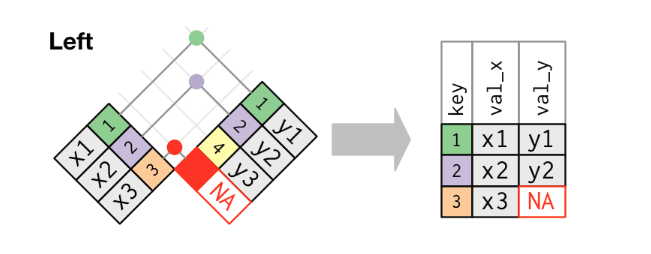 Left
1 x1
2 x2
3 x3
1 y1
2 y2
4 y3
NA
key val_x val_y
1 x1 y1
2 x2 y2
3 x3 NA